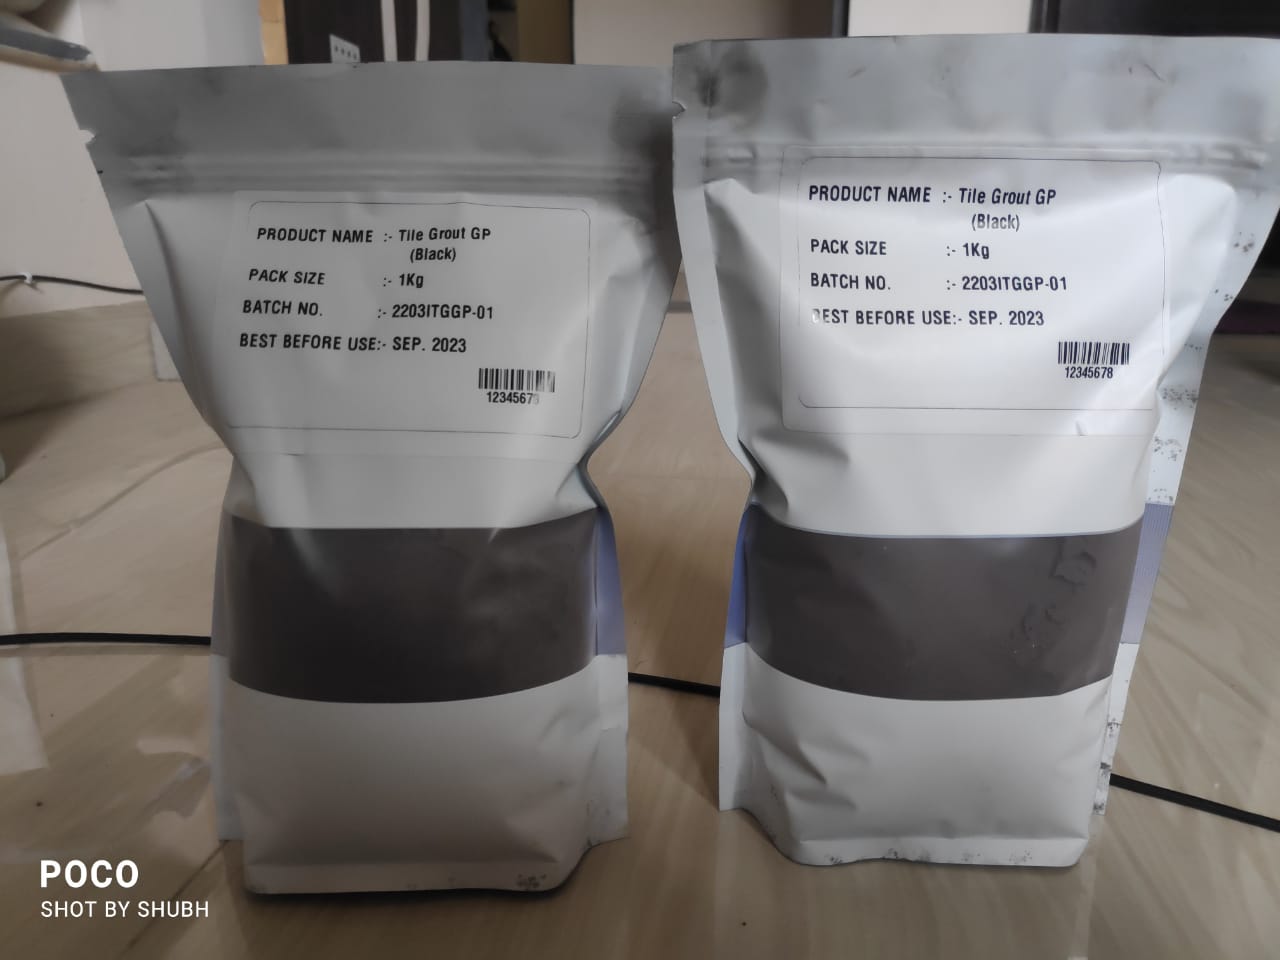 PRODUCT NAME :- Tile Grout GP
(Black)
PACK SIZE :- 1Kg
BATCH NO. :- 2203ITGGP-01
BEST BEFORE USE:- SEP. 2023
12345678
PRODUCT NAME :- Tile Grout GP
(Black)
PACK SIZE :- 1Kg
BATCH NO. :- 2203ITGGP-01
BEST BEFORE USE:- SEP. 2023
12345678
POCO
SHOT BY SHUBH